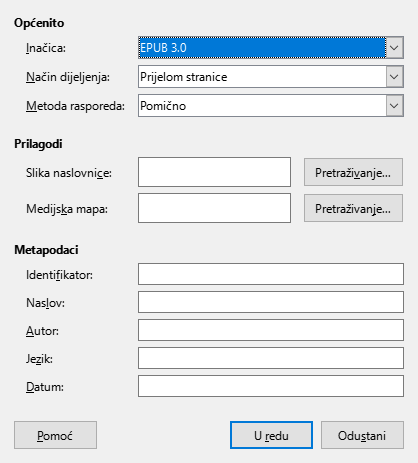 Općenito
Inačica: EPUB 3.0
Način dijeljenja: Prijelom stranice
Metoda rasporeda: Pomično
Prilagodi
Slika naslovnice: Pretraživanje...
Medijska mapa: Pretraživanje...
Metapodaci
Identifikator:
Naslov:
Autor:
Jezik:
Datum:
Pomoć U redu Odustani